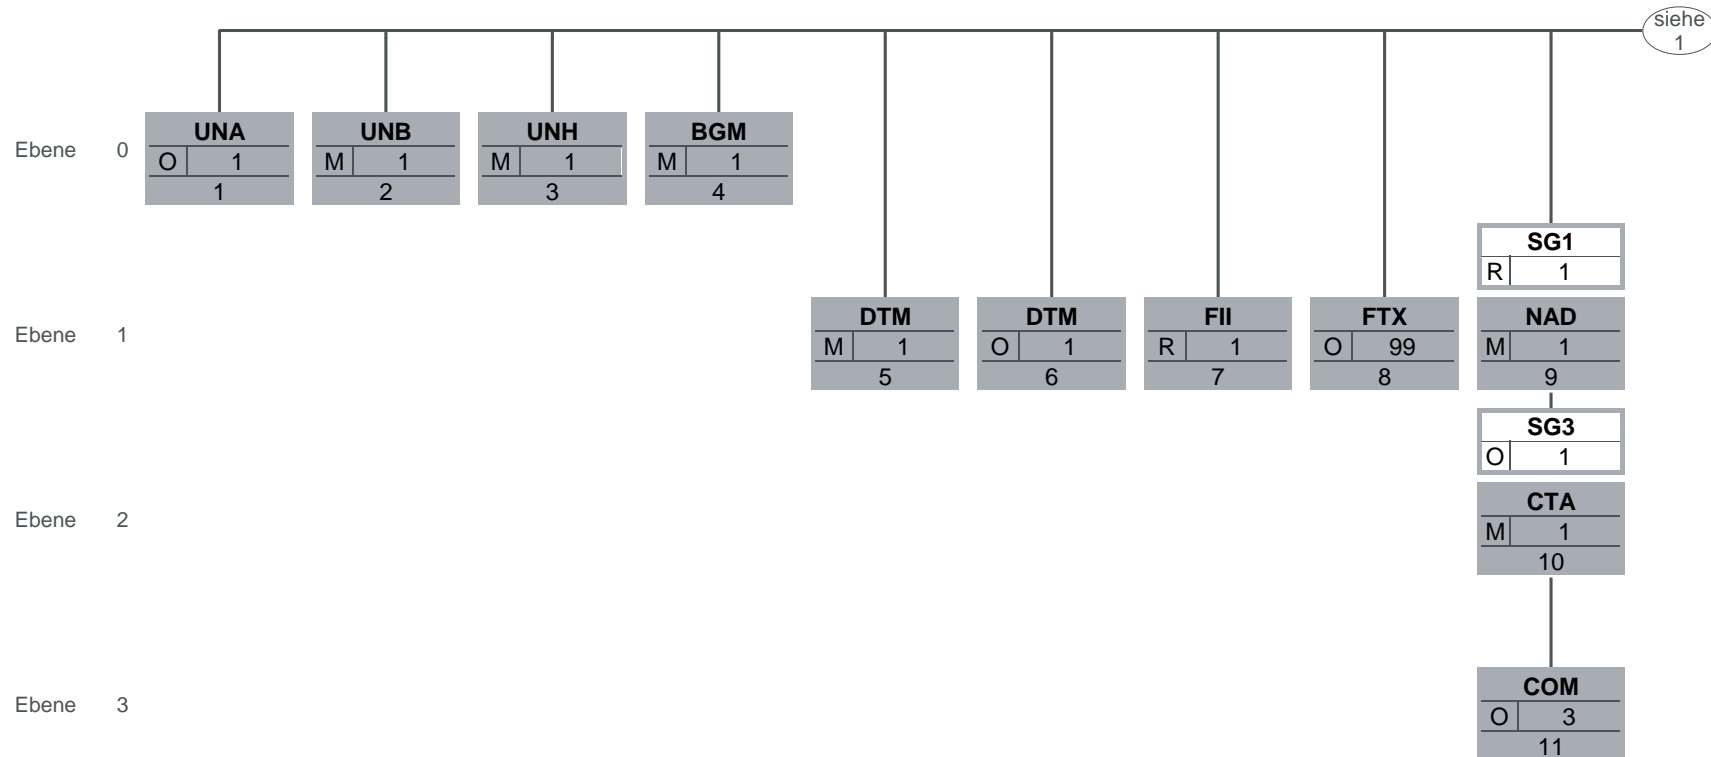 siehe
1
Ebene 0
UNA
O 1
1
UNB
M 1
2
UNH
M 1
3
BGM
M 1
4
SG1
R 1
Ebene 1
DTM
M 1
5
DTM
O 1
6
FII
R 1
7
FTX
O 99
8
NAD
M 1
9
SG3
O 1
Ebene 2
CTA
M 1
10
Ebene 3
COM
O 3
11